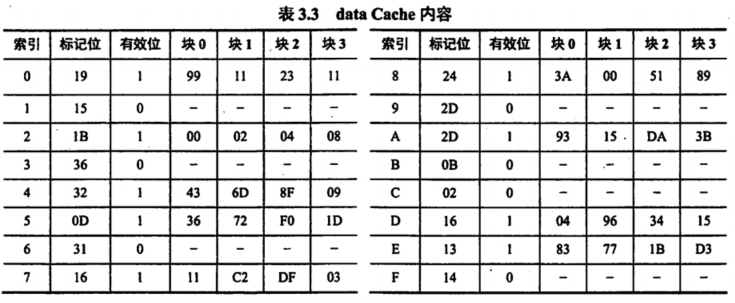 表 3.3 data Cache 内容
索引 标记位 有效位 块 0 块 1 块 2 块 3 索引 标记位 有效位 块 0 块 1 块 2 块 3
0 19 1 99 11 23 11 8 24 1 3A 00 51 89
1 15 0 – – – – 9 2D 0 – – – –
2 1B 1 00 02 04 08 A 2D 1 93 15 DA 3B
3 36 0 – – – – B 0B 0 – – – –
4 32 1 43 6D 8F 09 C 02 0 – – – –
5 0D 1 36 72 F0 1D D 16 1 04 96 34 15
6 31 0 – – – – E 13 1 83 77 1B D3
7 16 1 11 C2 DF 03 F 14 0 – – – –